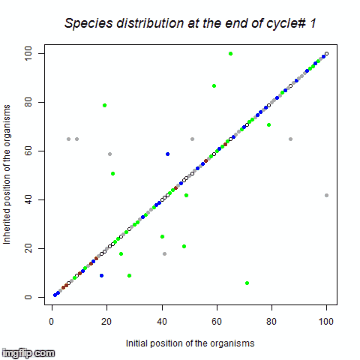 Species distribution at the end of cycle# 1
Inherited position of the organisms
100
80
60
40
20
0
0 20 40 60 80 100
Initial position of the organisms
imgflip.com